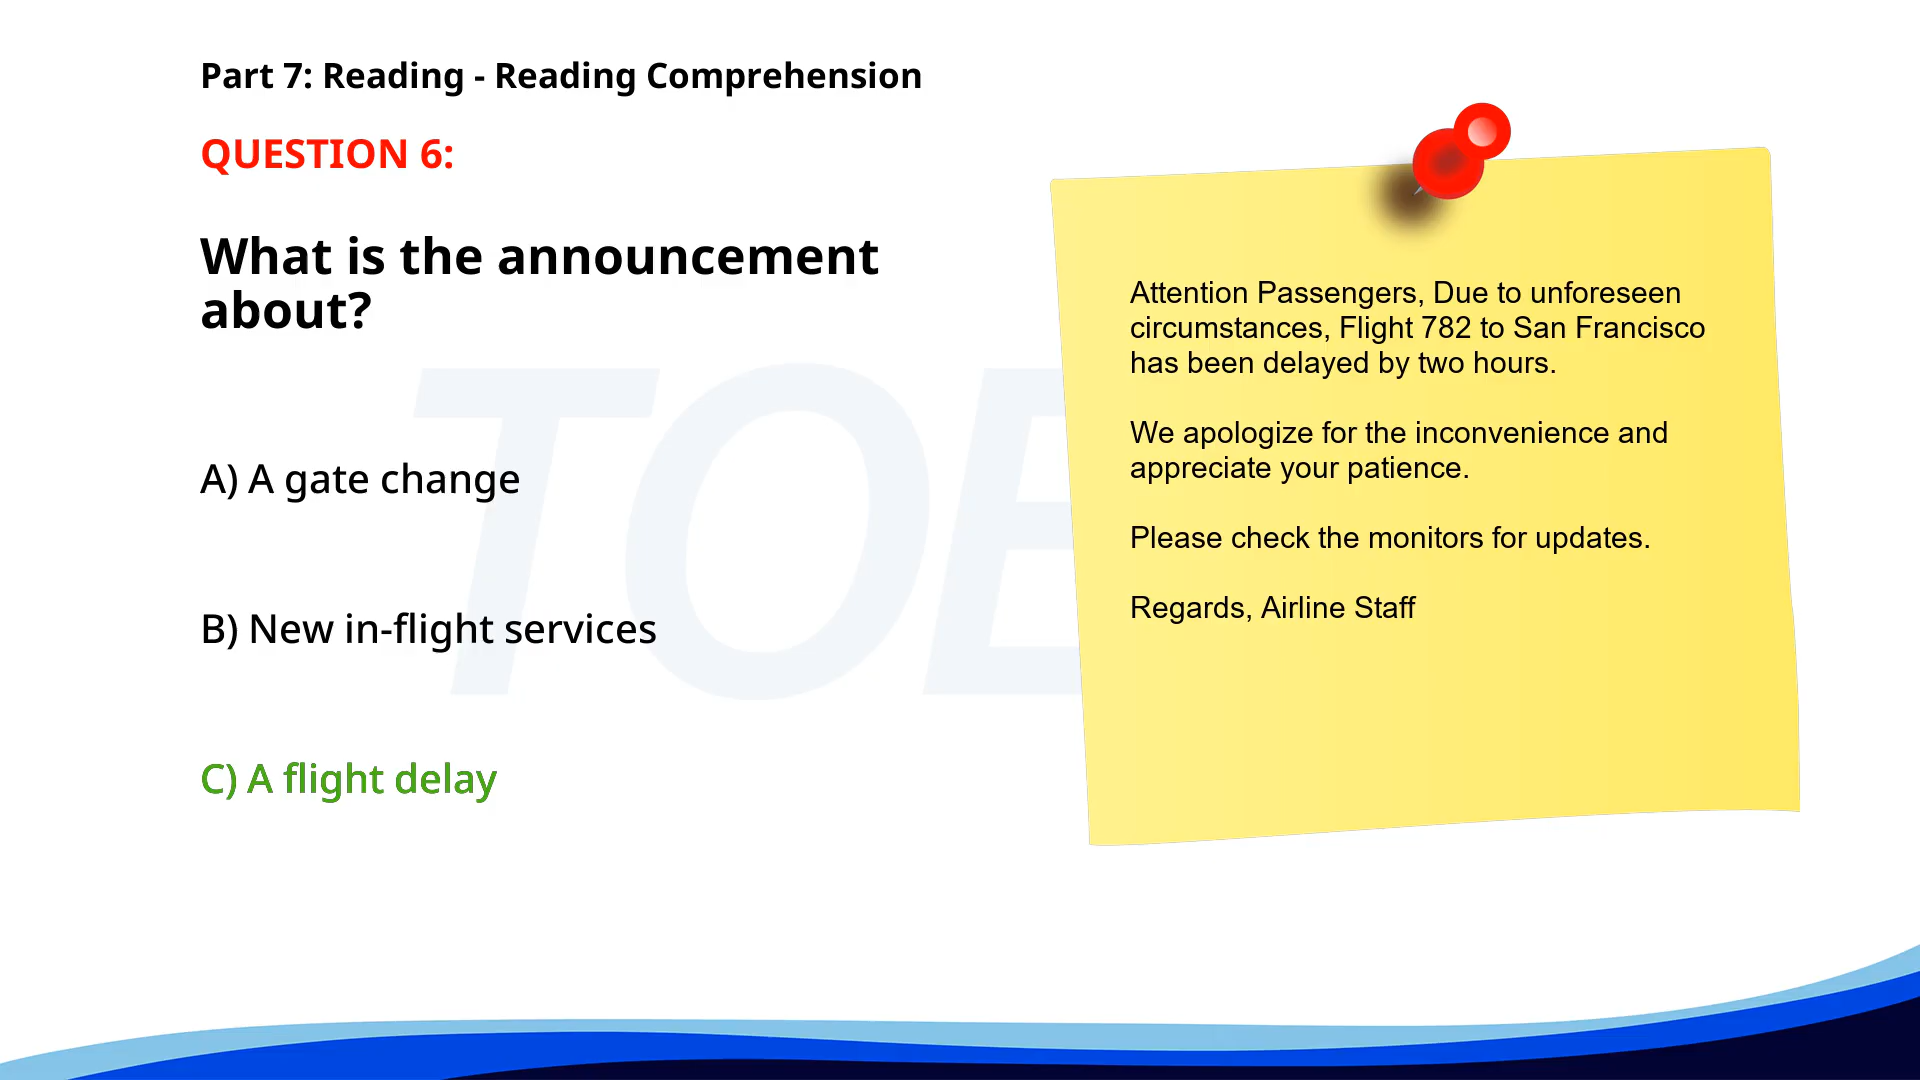 Part 7: Reading - Reading Comprehension
QUESTION 6:
What is the announcement
about?
A) A gate change
B) New in-flight services
C) A flight delay
Attention Passengers, Due to unforeseen
circumstances, Flight 782 to San Francisco
has been delayed by two hours.
We apologize for the inconvenience and
appreciate your patience.
Please check the monitors for updates.
Regards, Airline Staff
TOE